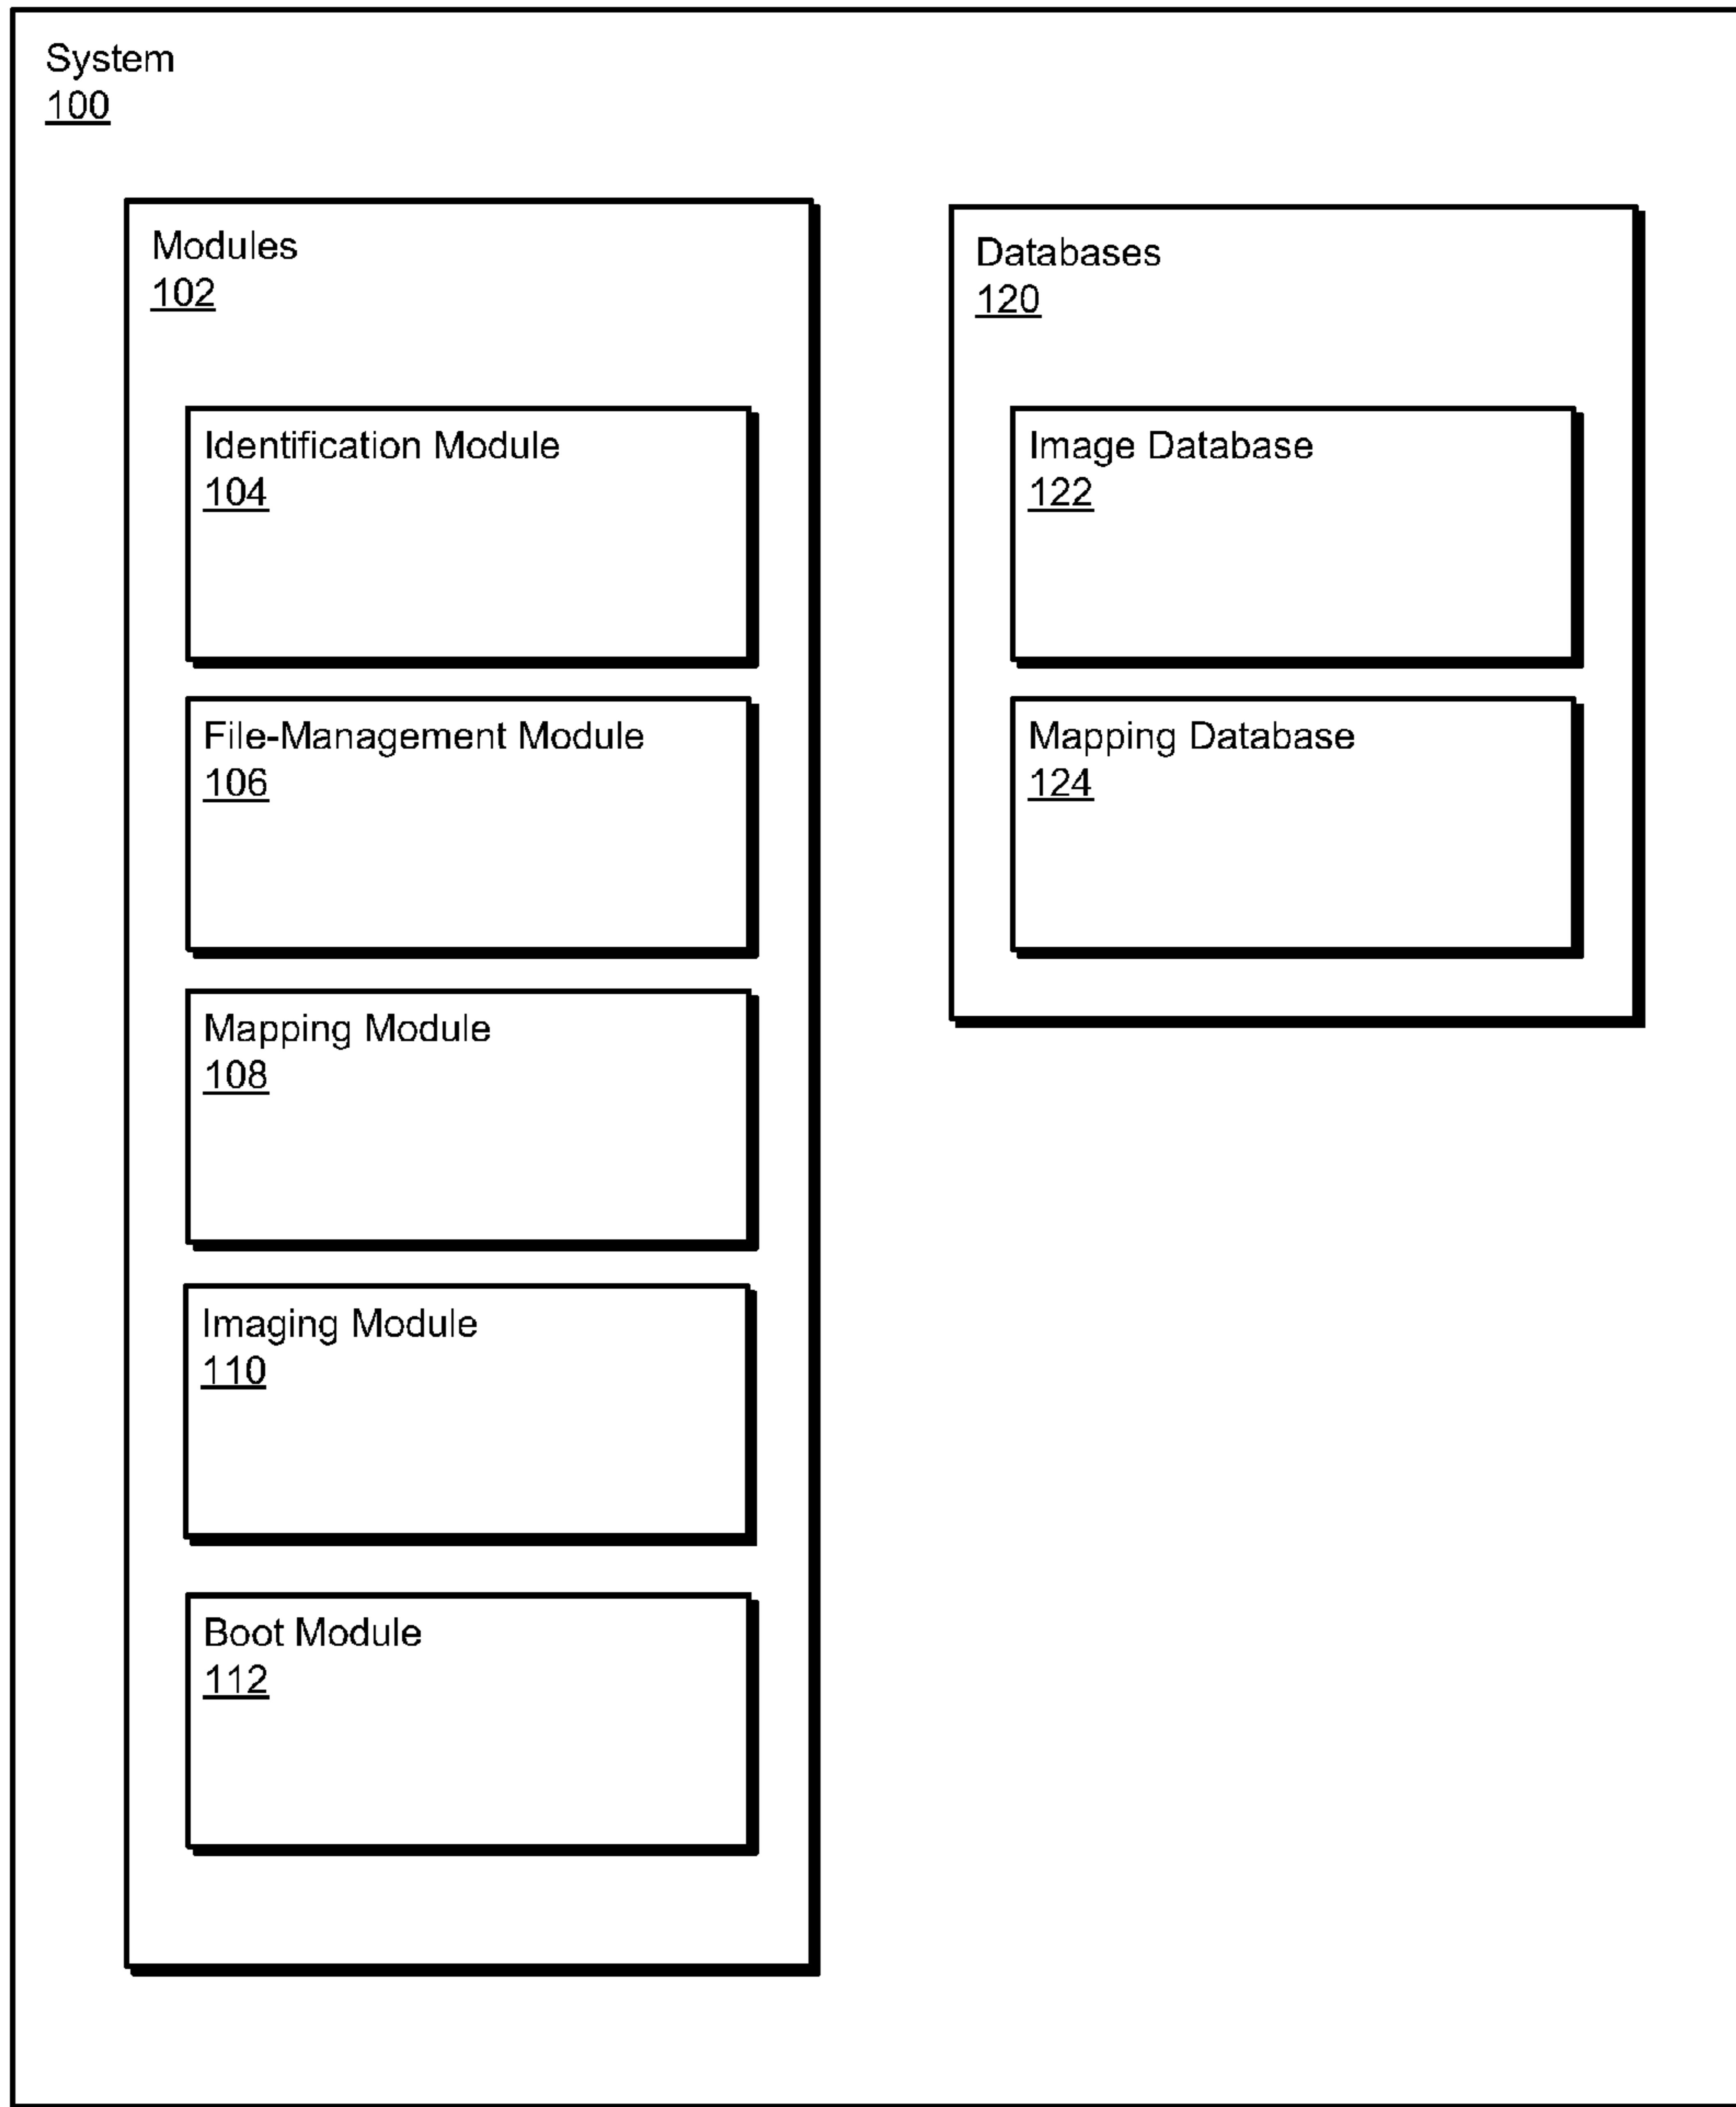 System
100
Modules
102
Identification Module
104
File-Management Module
106
Mapping Module
108
Imaging Module
110
Boot Module
112
Databases
120
Image Database
122
Mapping Database
124